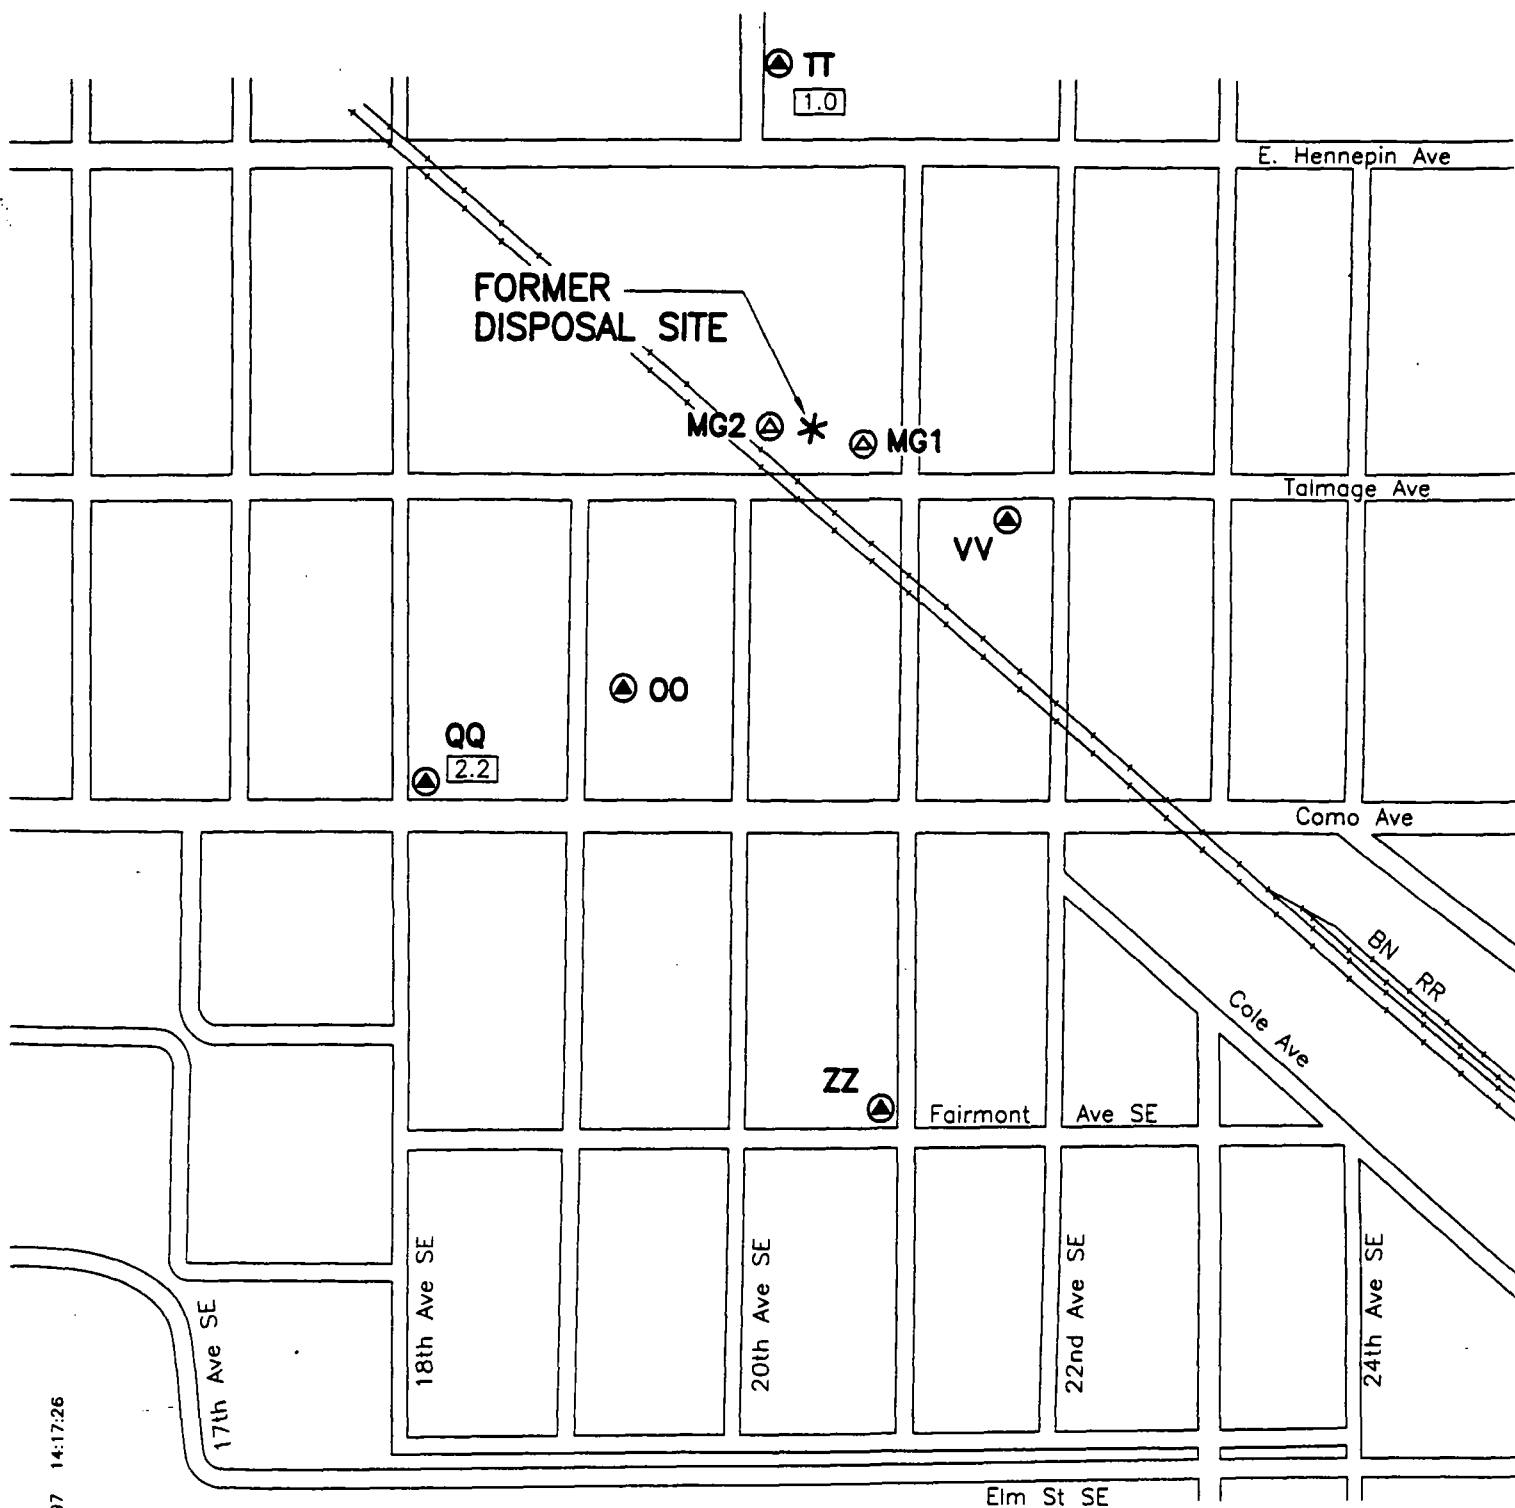 TT
1.0
E. Hennepin Ave
FORMER
DISPOSAL SITE
MG2
MG1
Talmage Ave
VV
OO
QQ
2.2
Como Ave
BN RR
Cole Ave
ZZ
Fairmont Ave SE
17th Ave SE
18th Ave SE
20th Ave SE
22nd Ave SE
24th Ave SE
14:17:26
Elm St SE